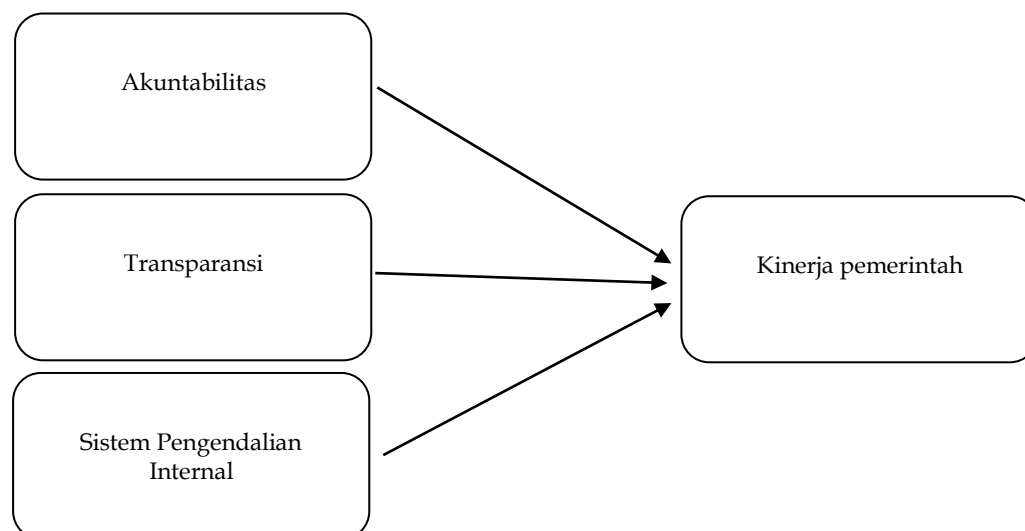 Akuntabilitas
Transparansi
Kinerja pemerintah
Sistem Pengendalian
Internal